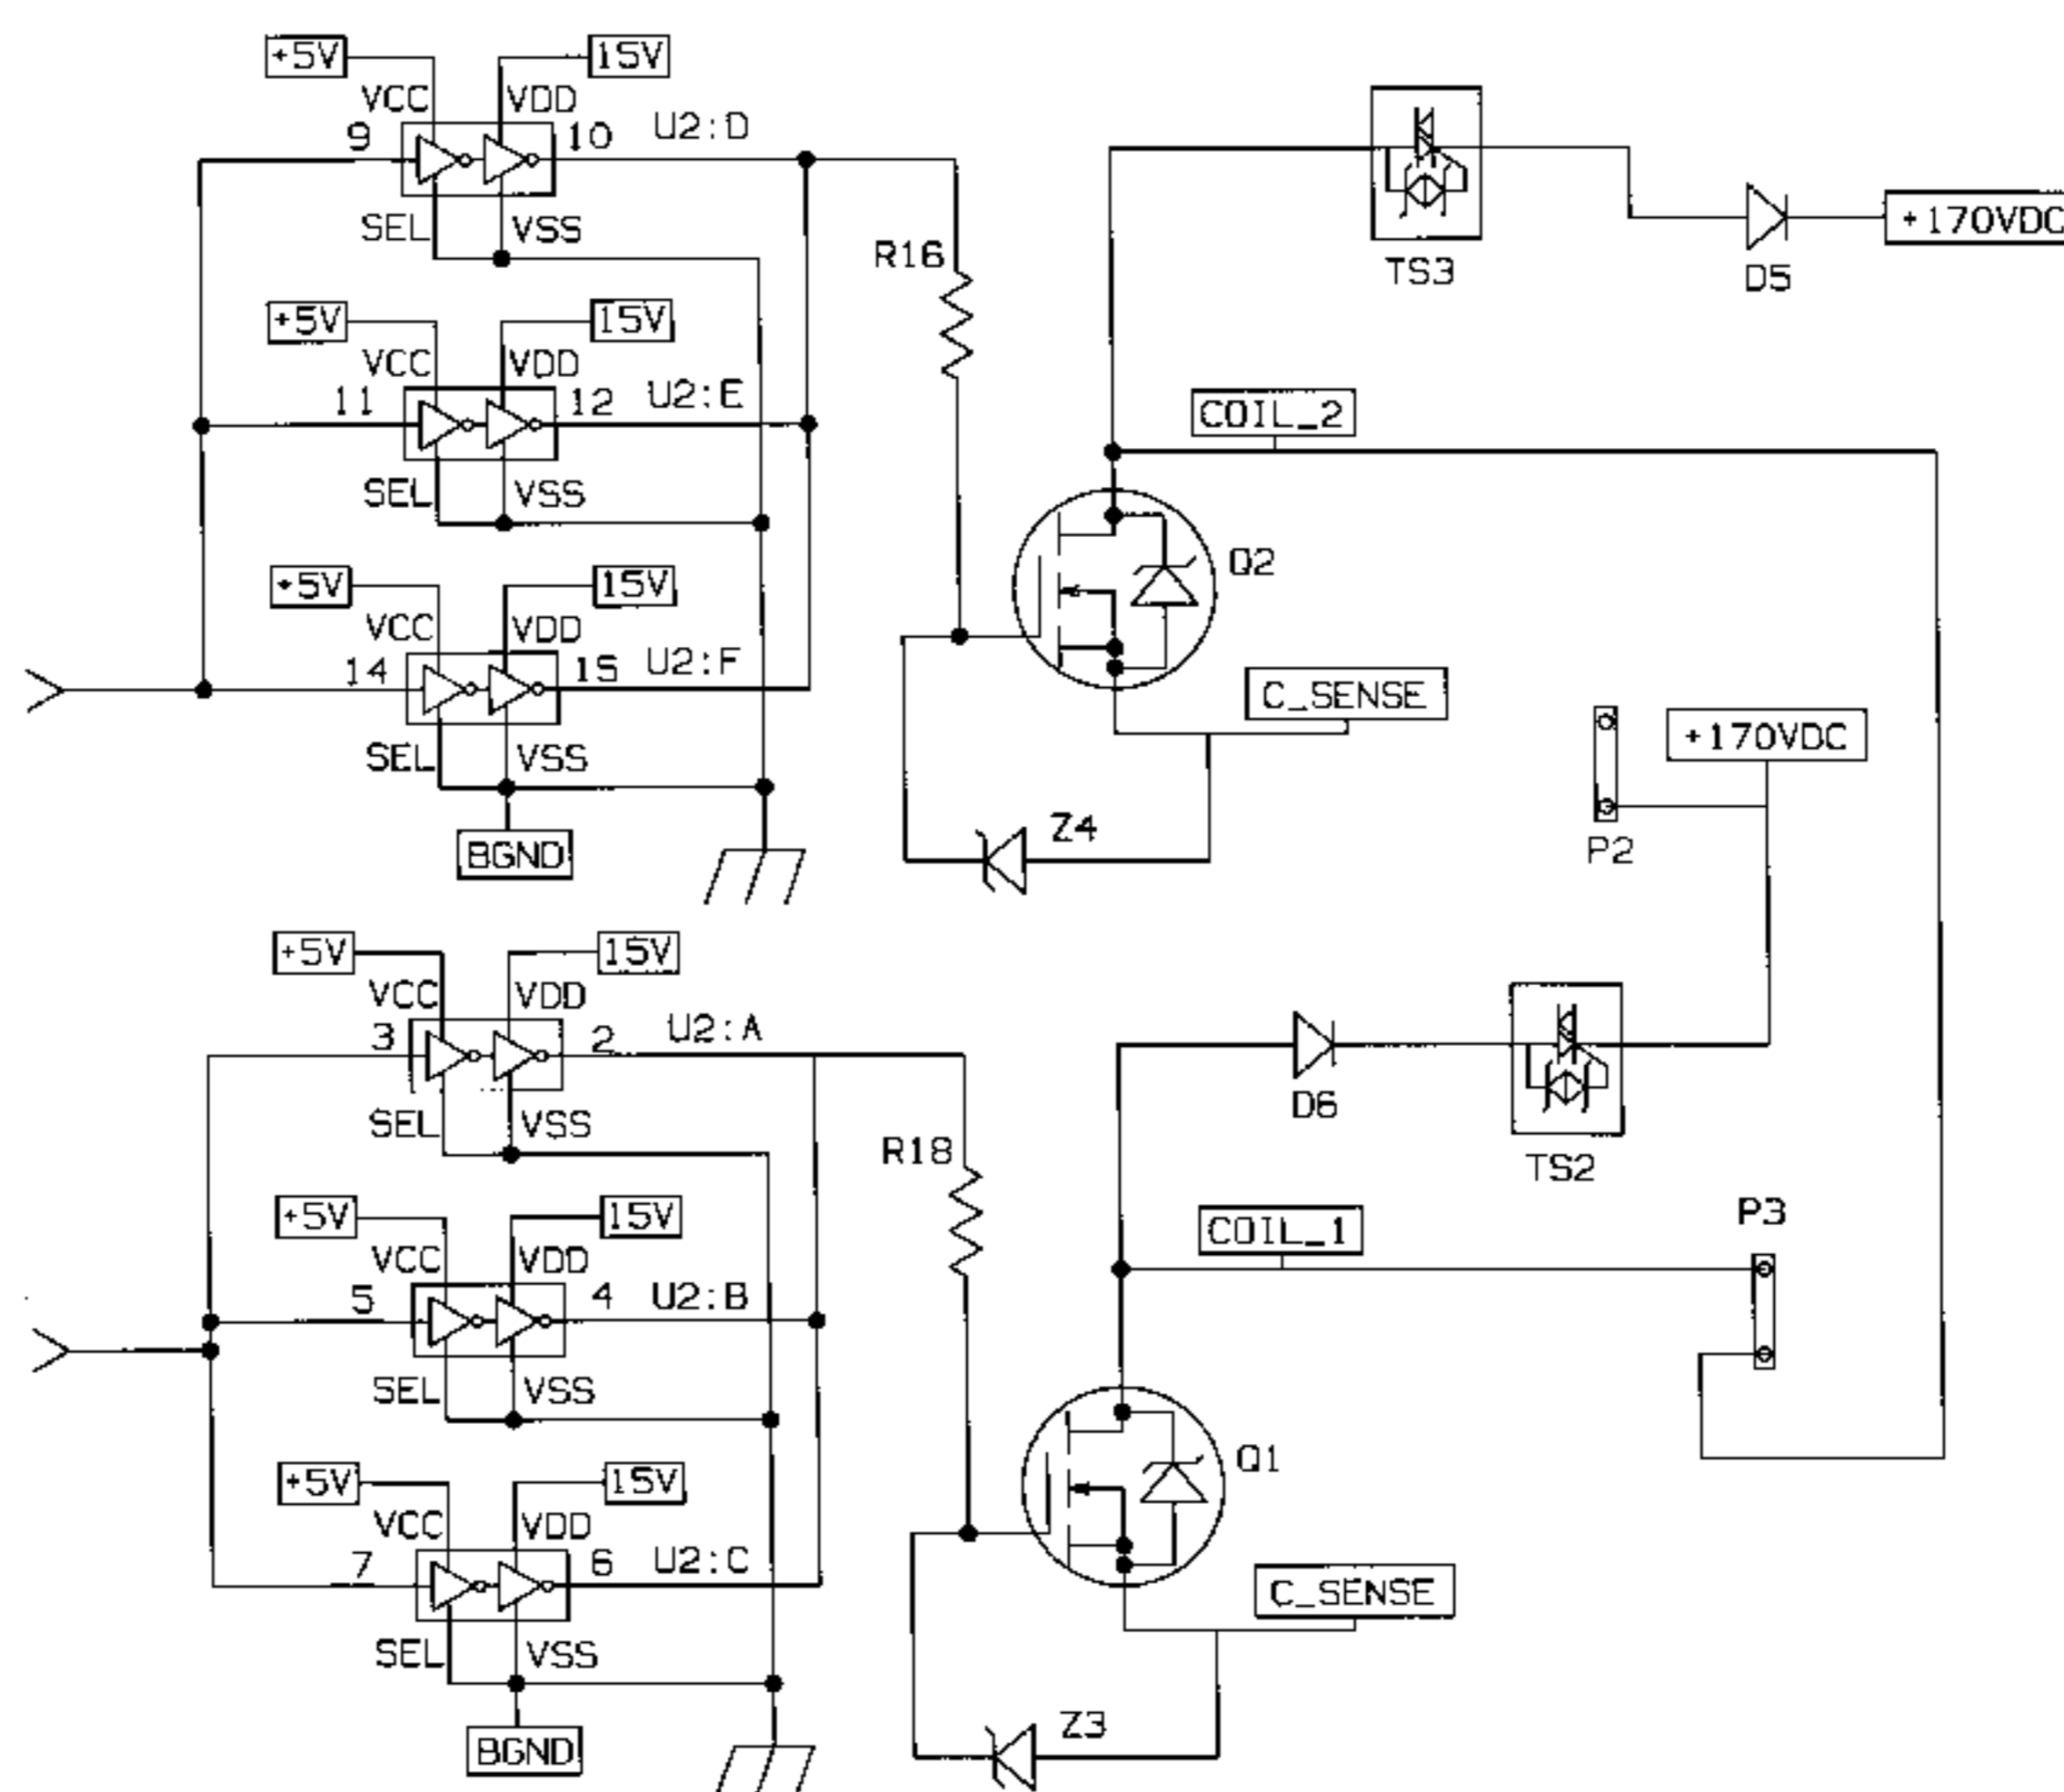 +5V 15V
VCC VDD
9 10 U2:D
SEL VSS
+5V 15V
VCC VDD
11 12 U2:E
SEL VSS
+5V 15V
VCC VDD
14 15 U2:F
SEL VSS
BGND
R16
TS3
D5
+170VDC
COIL_2
Q2
C_SENSE
Z4
+170VDC
P2
+5V 15V
VCC VDD
3 2 U2:A
SEL VSS
+5V 15V
VCC VDD
5 4 U2:B
SEL VSS
+5V 15V
VCC VDD
7 6 U2:C
SEL VSS
BGND
R18
D6
TS2
COIL_1
P3
Q1
C_SENSE
Z3